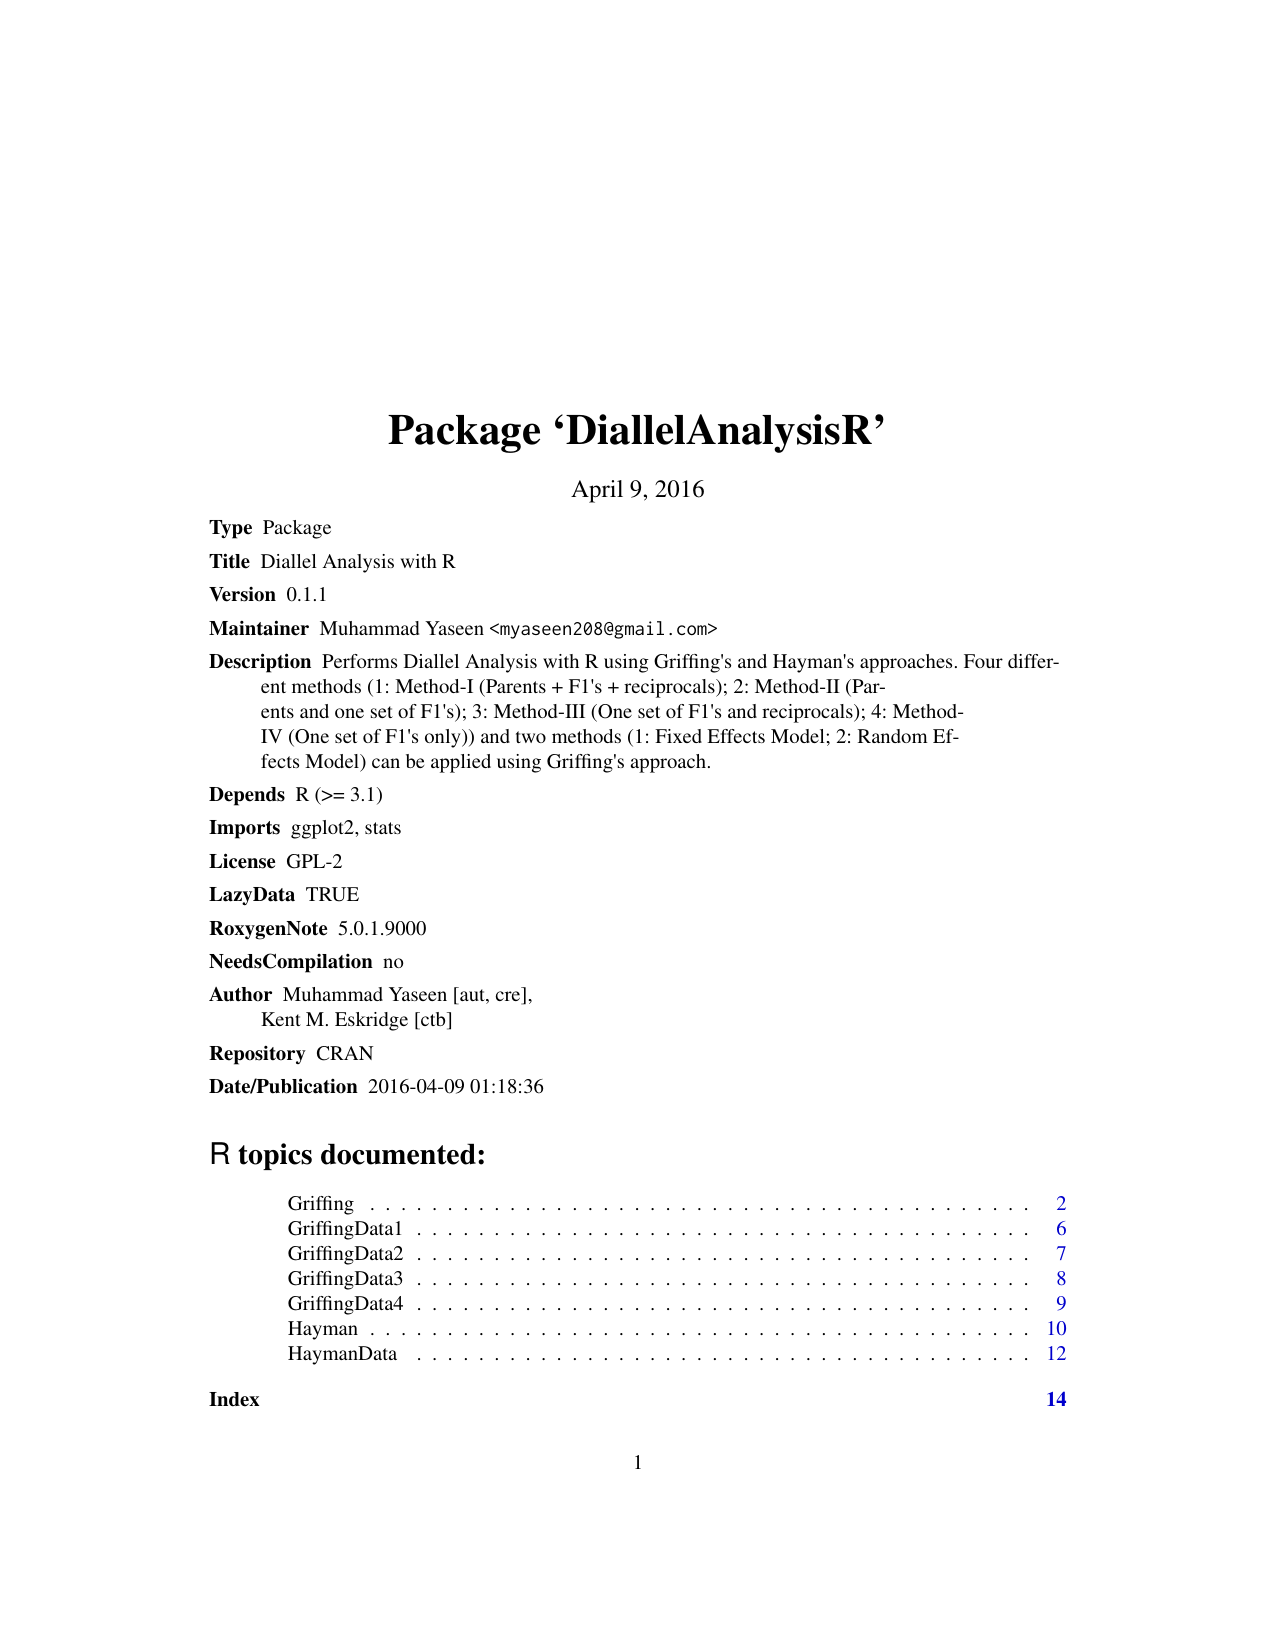 Package ‘DiallelAnalysisR’
April 9, 2016
Type Package
Title Diallel Analysis with R
Version 0.1.1
Maintainer Muhammad Yaseen <myaseen208@gmail.com>
Description Performs Diallel Analysis with R using Griffing's and Hayman's approaches. Four differ-
ent methods (1: Method-I (Parents + F1's + reciprocals); 2: Method-II (Par-
ents and one set of F1's); 3: Method-III (One set of F1's and reciprocals); 4: Method-
IV (One set of F1's only)) and two methods (1: Fixed Effects Model; 2: Random Ef-
fects Model) can be applied using Griffing's approach.
Depends R (>= 3.1)
Imports ggplot2, stats
License GPL-2
LazyData TRUE
RoxygenNote 5.0.1.9000
NeedsCompilation no
Author Muhammad Yaseen [aut, cre],
Kent M. Eskridge [ctb]
Repository CRAN
Date/Publication 2016-04-09 01:18:36
R topics documented:
Griffing . . . . . . . . . . . . . . . . . . . . . . . . . . . . . . . . . . . . . . . . . . . 2
GriffingData1 . . . . . . . . . . . . . . . . . . . . . . . . . . . . . . . . . . . . . . . . 6
GriffingData2 . . . . . . . . . . . . . . . . . . . . . . . . . . . . . . . . . . . . . . . . 7
GriffingData3 . . . . . . . . . . . . . . . . . . . . . . . . . . . . . . . . . . . . . . . . 8
GriffingData4 . . . . . . . . . . . . . . . . . . . . . . . . . . . . . . . . . . . . . . . . 9
Hayman . . . . . . . . . . . . . . . . . . . . . . . . . . . . . . . . . . . . . . . . . . . 10
HaymanData . . . . . . . . . . . . . . . . . . . . . . . . . . . . . . . . . . . . . . . . 12
Index 14
1